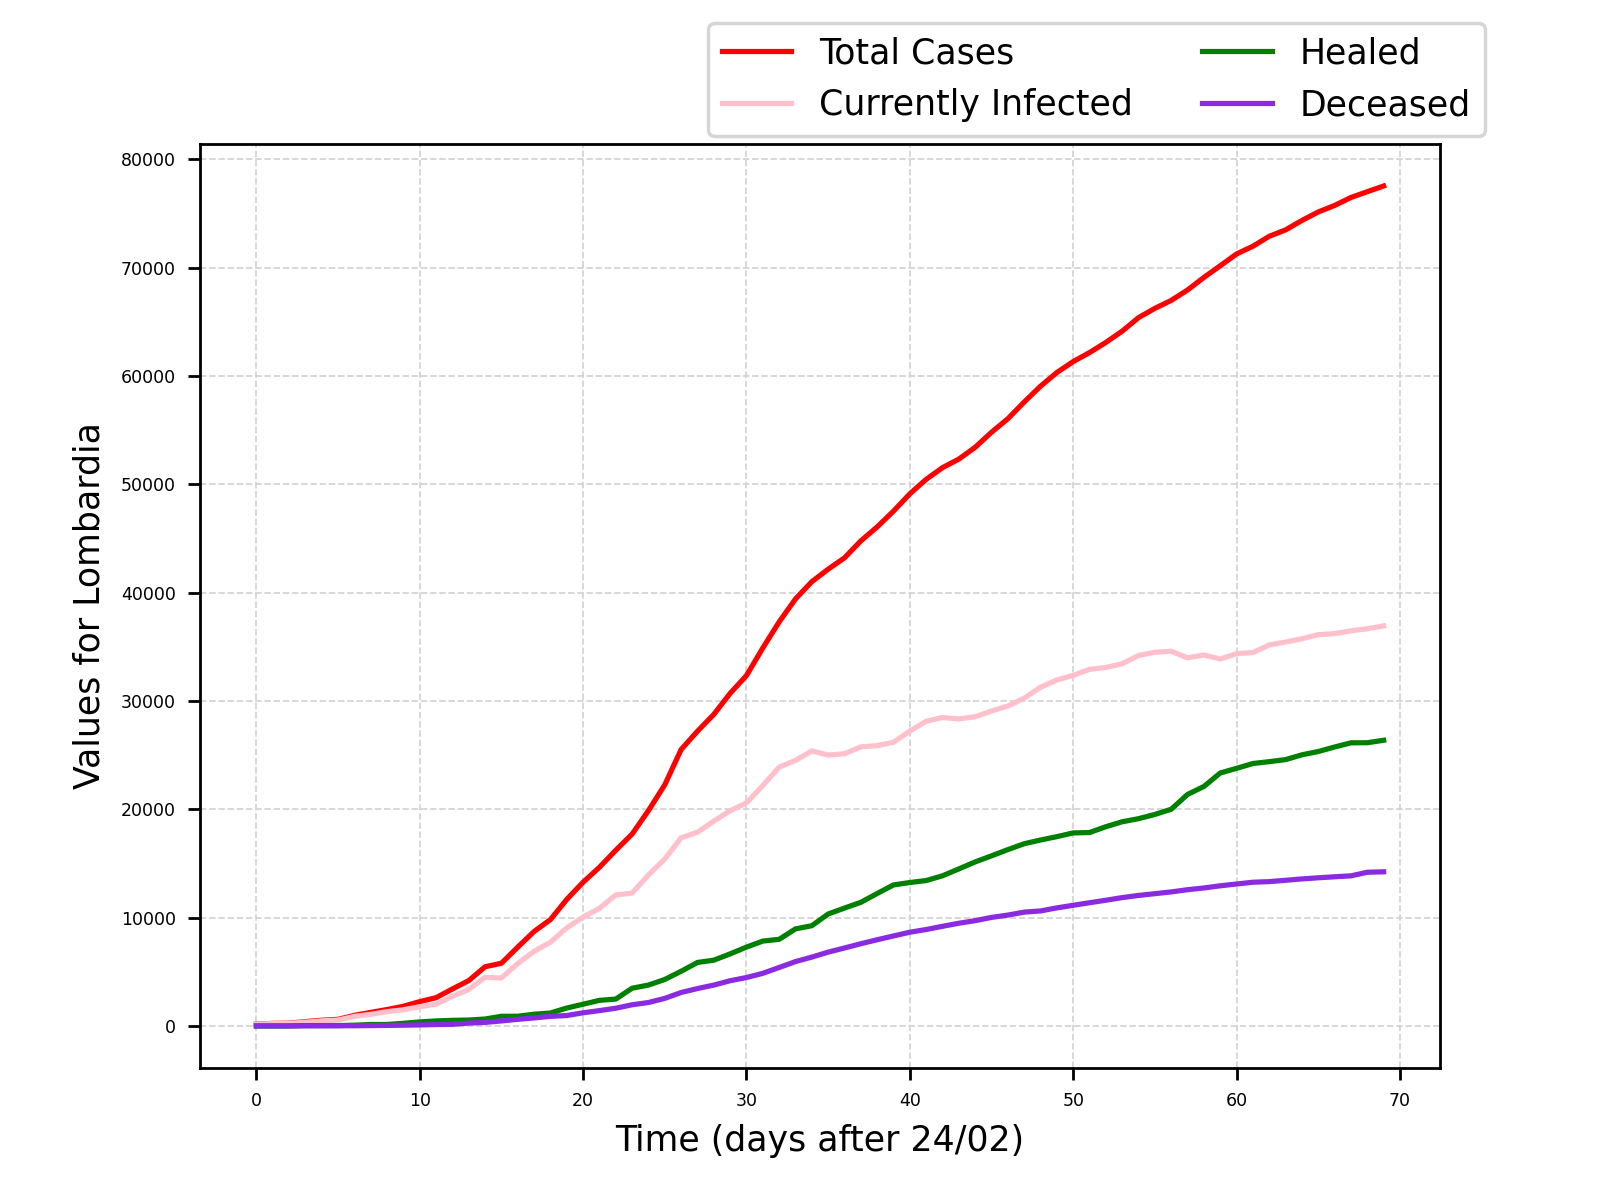 Total Cases
Currently Infected
Healed
Deceased
80000
70000
60000
50000
40000
30000
20000
10000
0
Values for Lombardia
0 10 20 30 40 50 60 70
Time (days after 24/02)